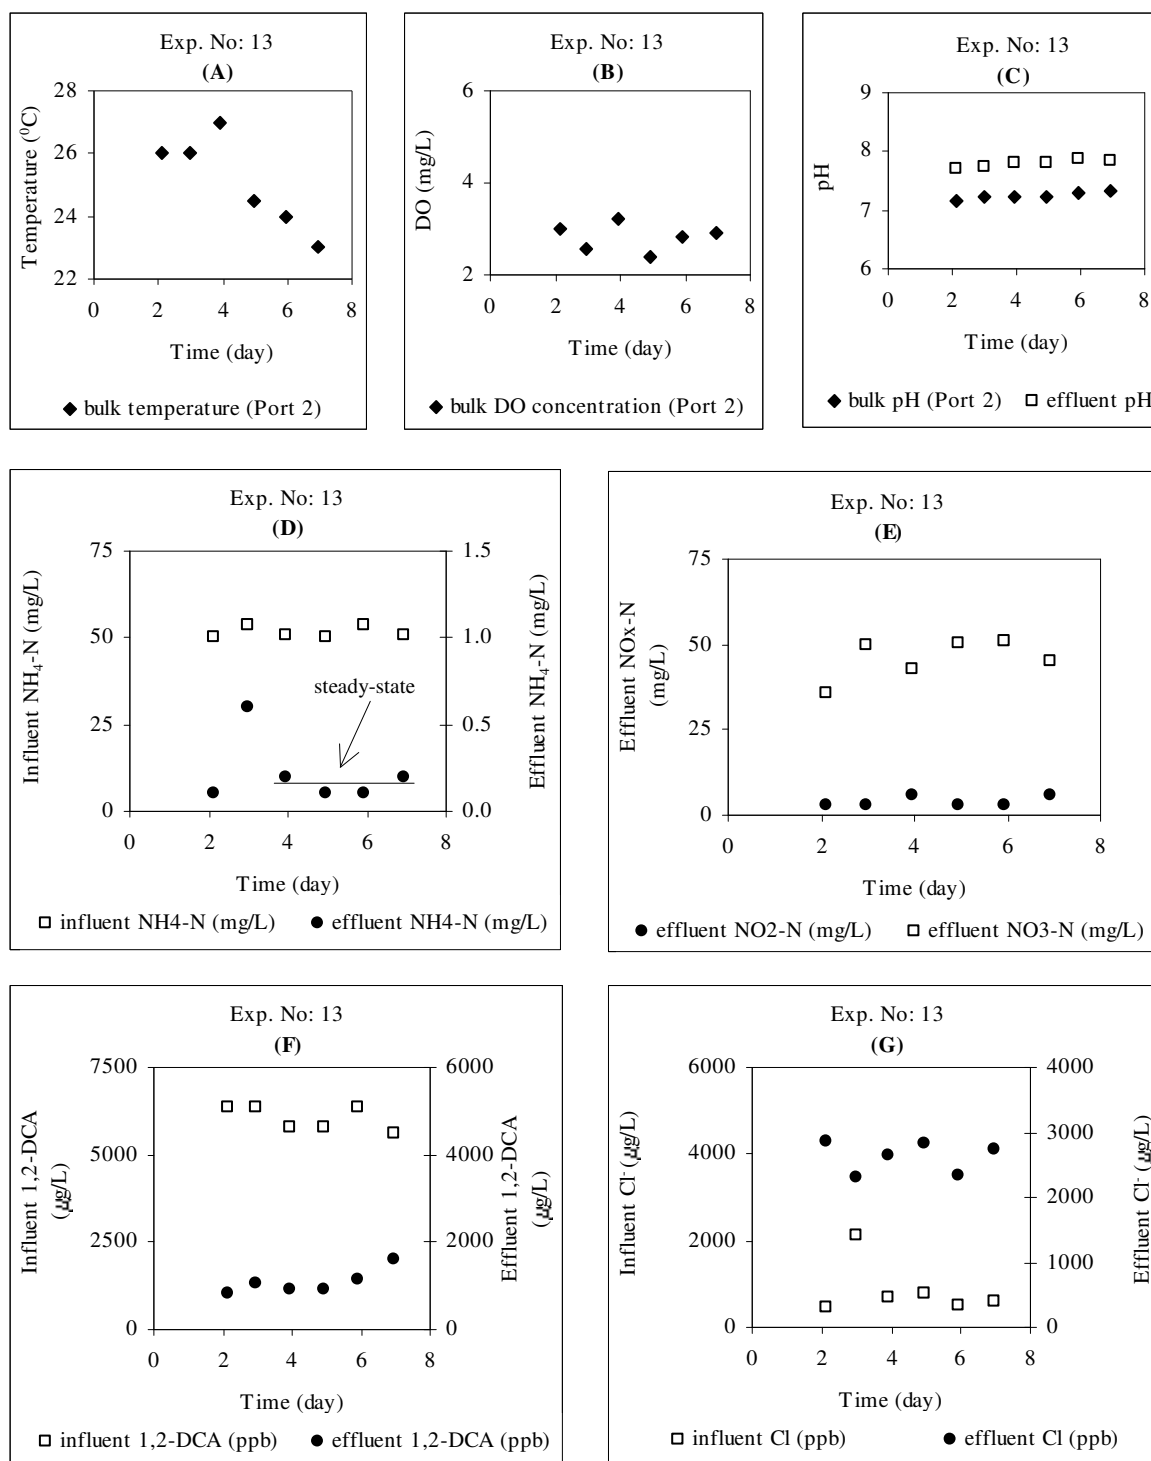 Exp. No: 13
(A)
28
26
24
22
0 2 4 6 8
Temperature (⁰C)
Time (day)
◆ bulk temperature (Port 2)
Exp. No: 13
(B)
6
4
2
0 2 4 6 8
DO (mg/L)
Time (day)
◆ bulk DO concentration (Port 2)
Exp. No: 13
(C)
9
8
7
6
0 2 4 6 8
pH
Time (day)
◆ bulk pH (Port 2) □ effluent pH
Exp. No: 13
(D)
75 1.5
50 1.0
25 0.5
0 0.0
0 2 4 6 8
steady-state
Influent NH₄-N (mg/L)
Effluent NH₄-N (mg/L)
Time (day)
□ influent NH4-N (mg/L) ● effluent NH4-N (mg/L)
Exp. No: 13
(E)
75
50
25
0
0 2 4 6 8
Effluent NOx-N
(mg/L)
Time (day)
● effluent NO2-N (mg/L) □ effluent NO3-N (mg/L)
Exp. No: 13
(F)
7500 6000
5000 4000
2500 2000
0 0
0 2 4 6 8
Influent 1,2-DCA
(µg/L)
Effluent 1,2-DCA
(µg/L)
Time (day)
□ influent 1,2-DCA (ppb) ● effluent 1,2-DCA (ppb)
Exp. No: 13
(G)
6000 4000
4000 3000
2000 2000
0 1000
0
0 2 4 6 8
Influent Cl⁻ (µg/L)
Effluent Cl⁻ (µg/L)
Time (day)
□ influent Cl (ppb) ● effluent Cl (ppb)